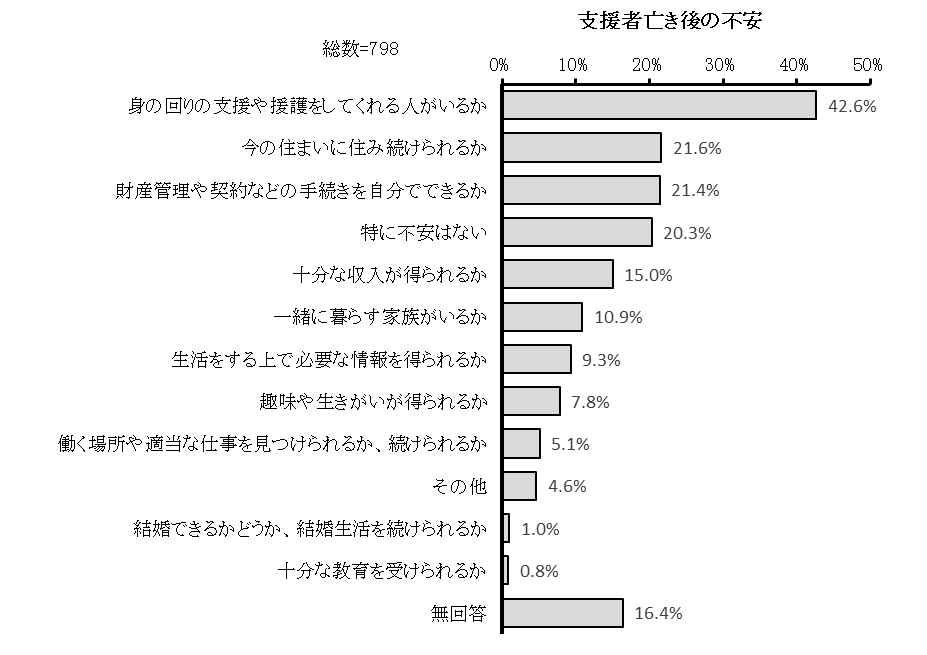 支援者亡き後の不安
総数=798
0% 10% 20% 30% 40% 50%
身の回りの支援や援護をしてくれる人がいるか 42.6%
今の住まいに住み続けられるか 21.6%
財産管理や契約などの手続きを自分でできるか 21.4%
特に不安はない 20.3%
十分な収入が得られるか 15.0%
一緒に暮らす家族がいるか 10.9%
生活をする上で必要な情報を得られるか 9.3%
趣味や生きがいが得られるか 7.8%
働く場所や適当な仕事を見つけられるか、続けられるか 5.1%
その他 4.6%
結婚できるかどうか、結婚生活を続けられるか 1.0%
十分な教育を受けられるか 0.8%
無回答 16.4%